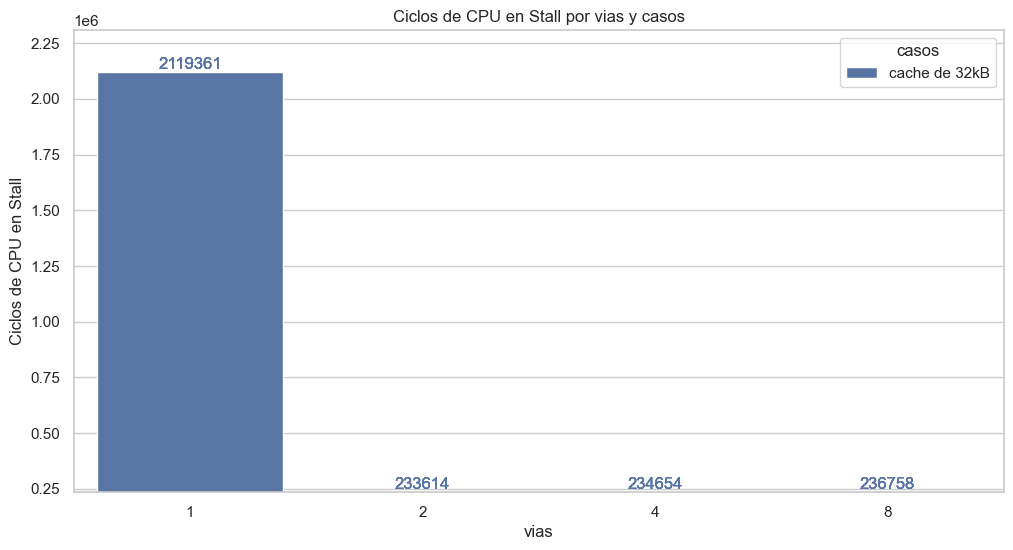 Ciclos de CPU en Stall por vias y casos
1e6
2.25
2.00
1.75
1.50
1.25
1.00
0.75
0.50
0.25
Ciclos de CPU en Stall
casos
cache de 32kB
2119361
233614
234654
236758
1
2
4
8
vias